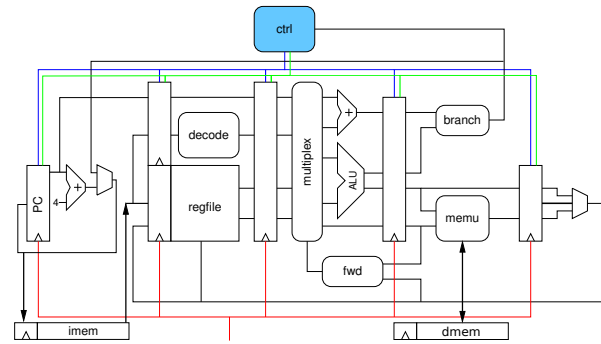 ctrl
decode
multiplex
+
branch
PC
4
+
regfile
ALU
memu
fwd
imem
dmem